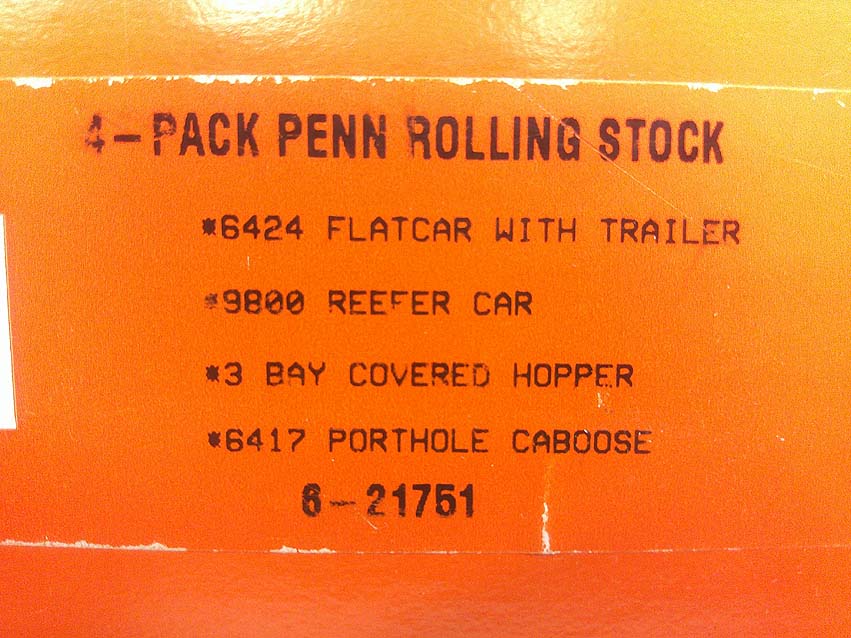 4-PACK PENN ROLLING STOCK
*6424 FLATCAR WITH TRAILER
*9800 REEFER CAR
*3 BAY COVERED HOPPER
*6417 PORTHOLE CABOOSE
6-21751